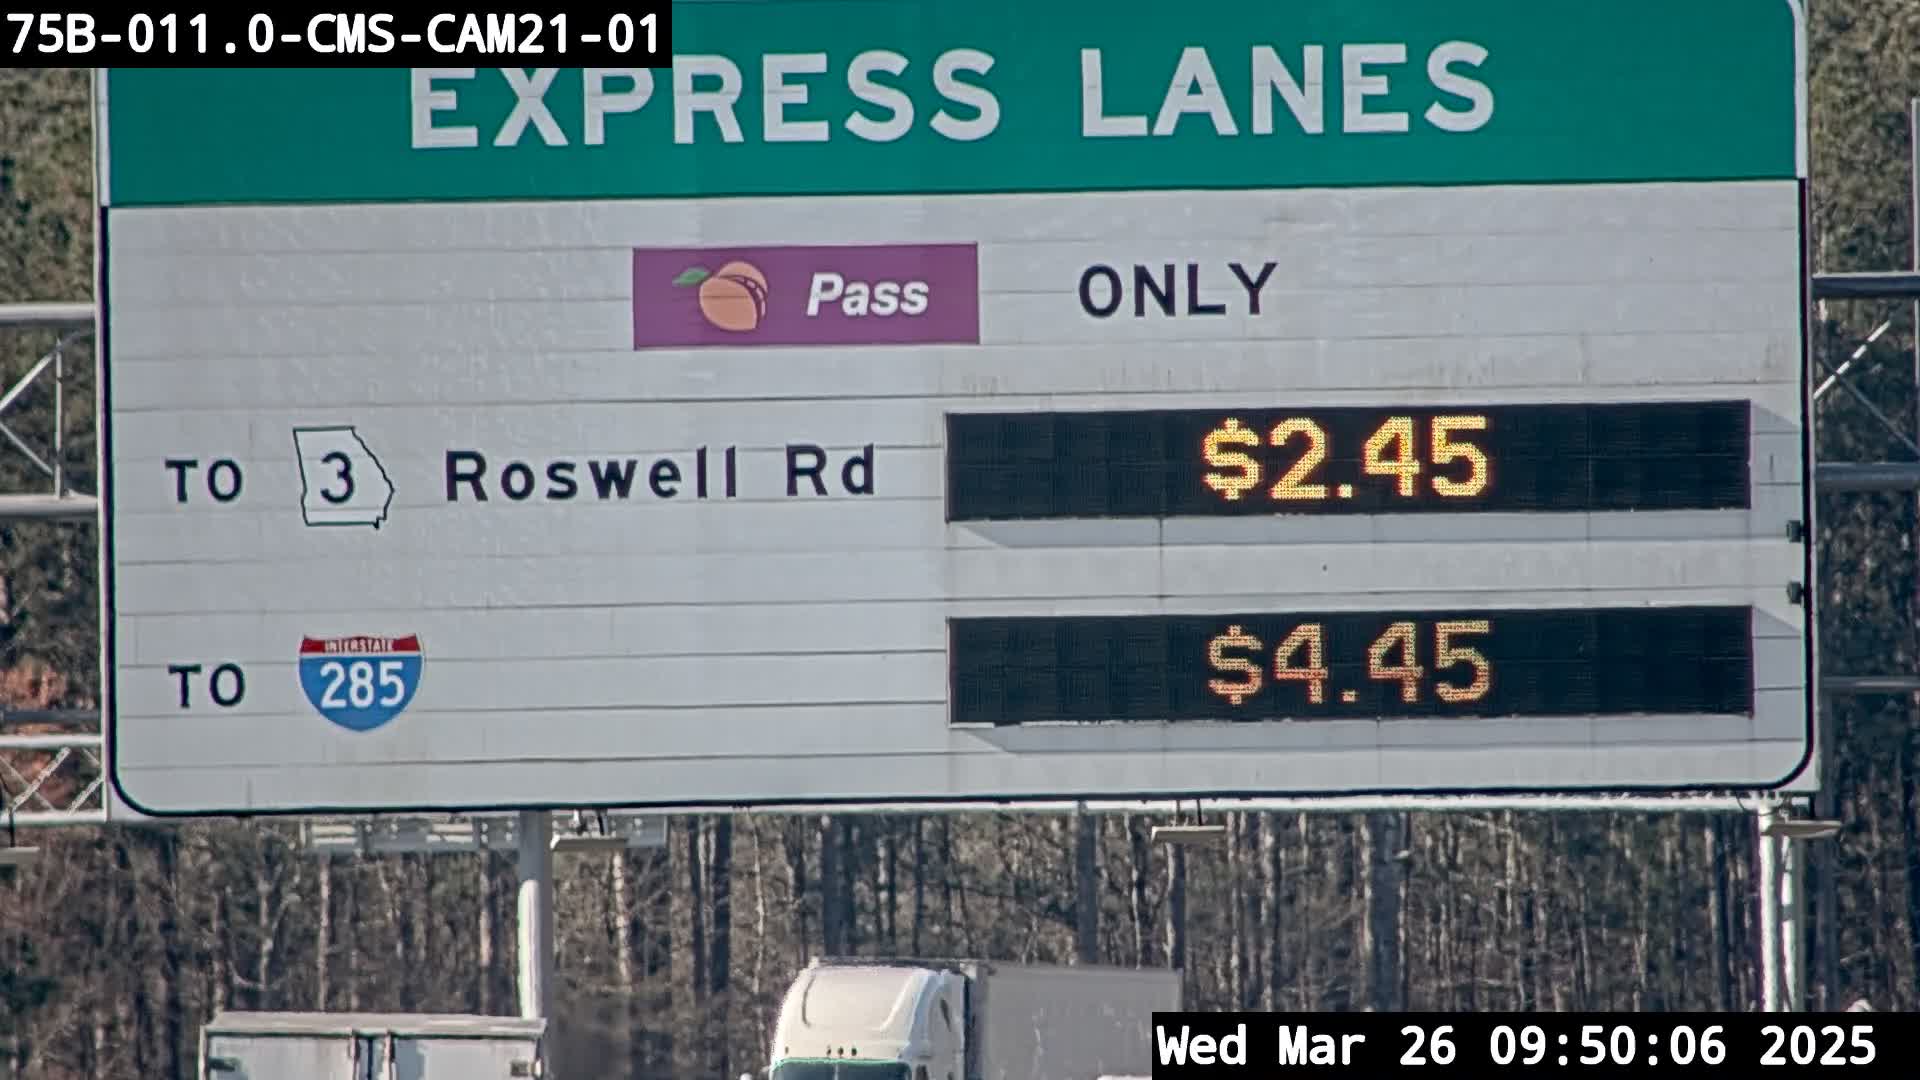 75B-011.0-CMS-CAM21-01
EXPRESS LANES
Pass ONLY
TO 3 Roswell Rd $2.45
INTERSTATE
TO 285 $4.45
Wed Mar 26 09:50:06 2025